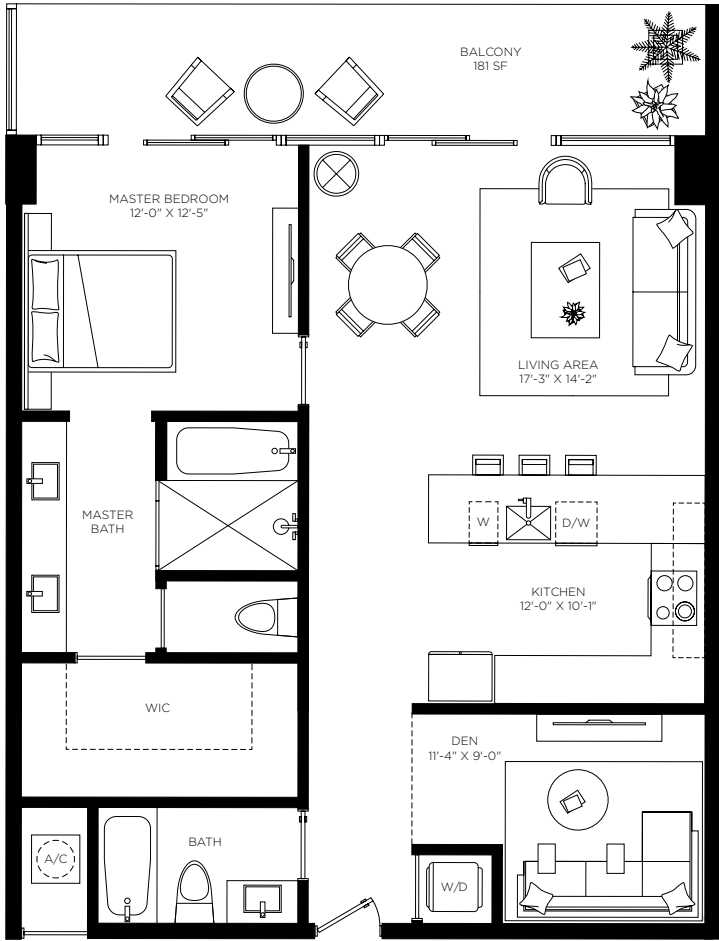 BALCONY
181 SF
MASTER BEDROOM
12'-0" X 12'-5"
LIVING AREA
17'-3" X 14'-2"
MASTER
BATH
W
D/W
KITCHEN
12'-0" X 10'-1"
WIC
DEN
11'-4" X 9'-0"
BATH
A/C
W/D